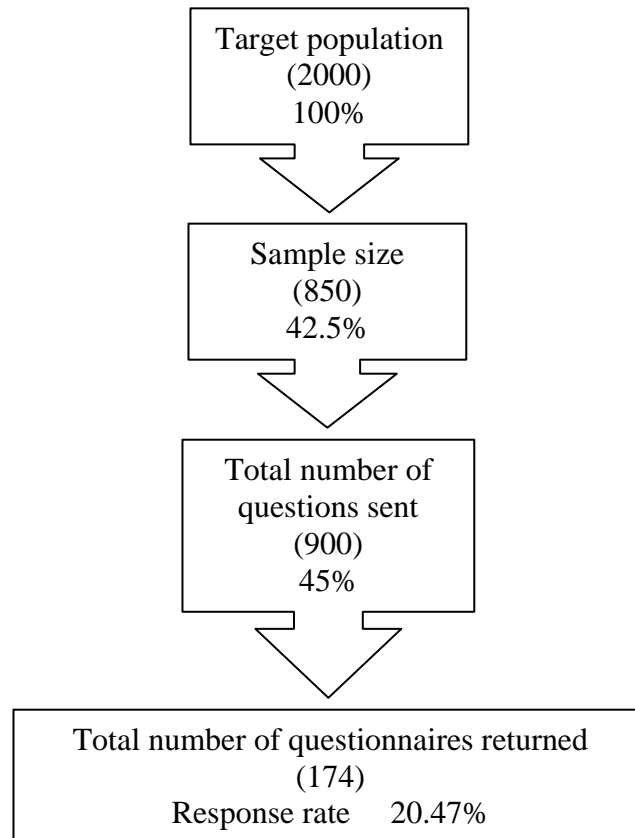 Target population
(2000)
100%
Sample size
(850)
42.5%
Total number of
questions sent
(900)
45%
Total number of questionnaires returned
(174)
Response rate 20.47%